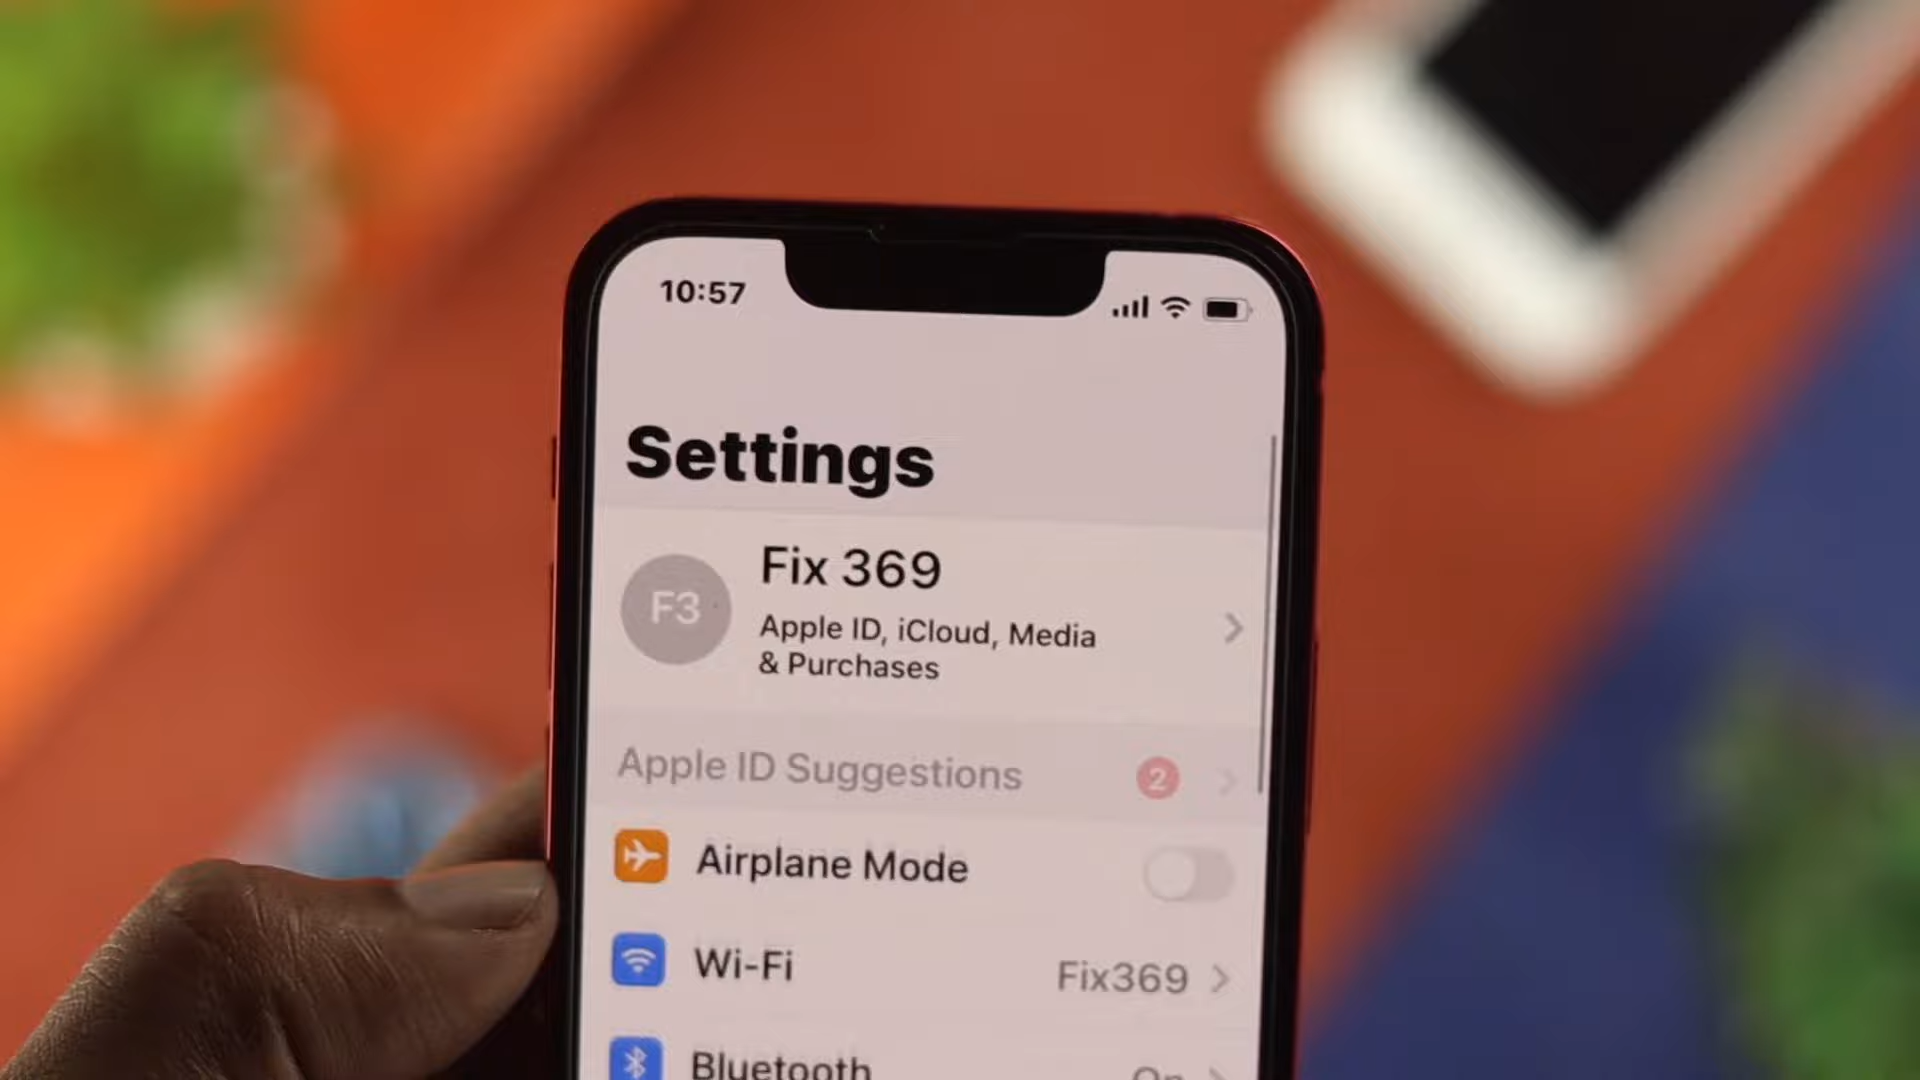 10:57
Settings
F3
Fix 369
Apple ID, iCloud, Media
& Purchases
Apple ID Suggestions
2
Airplane Mode
Wi-Fi
Fix369
Bluetooth
On